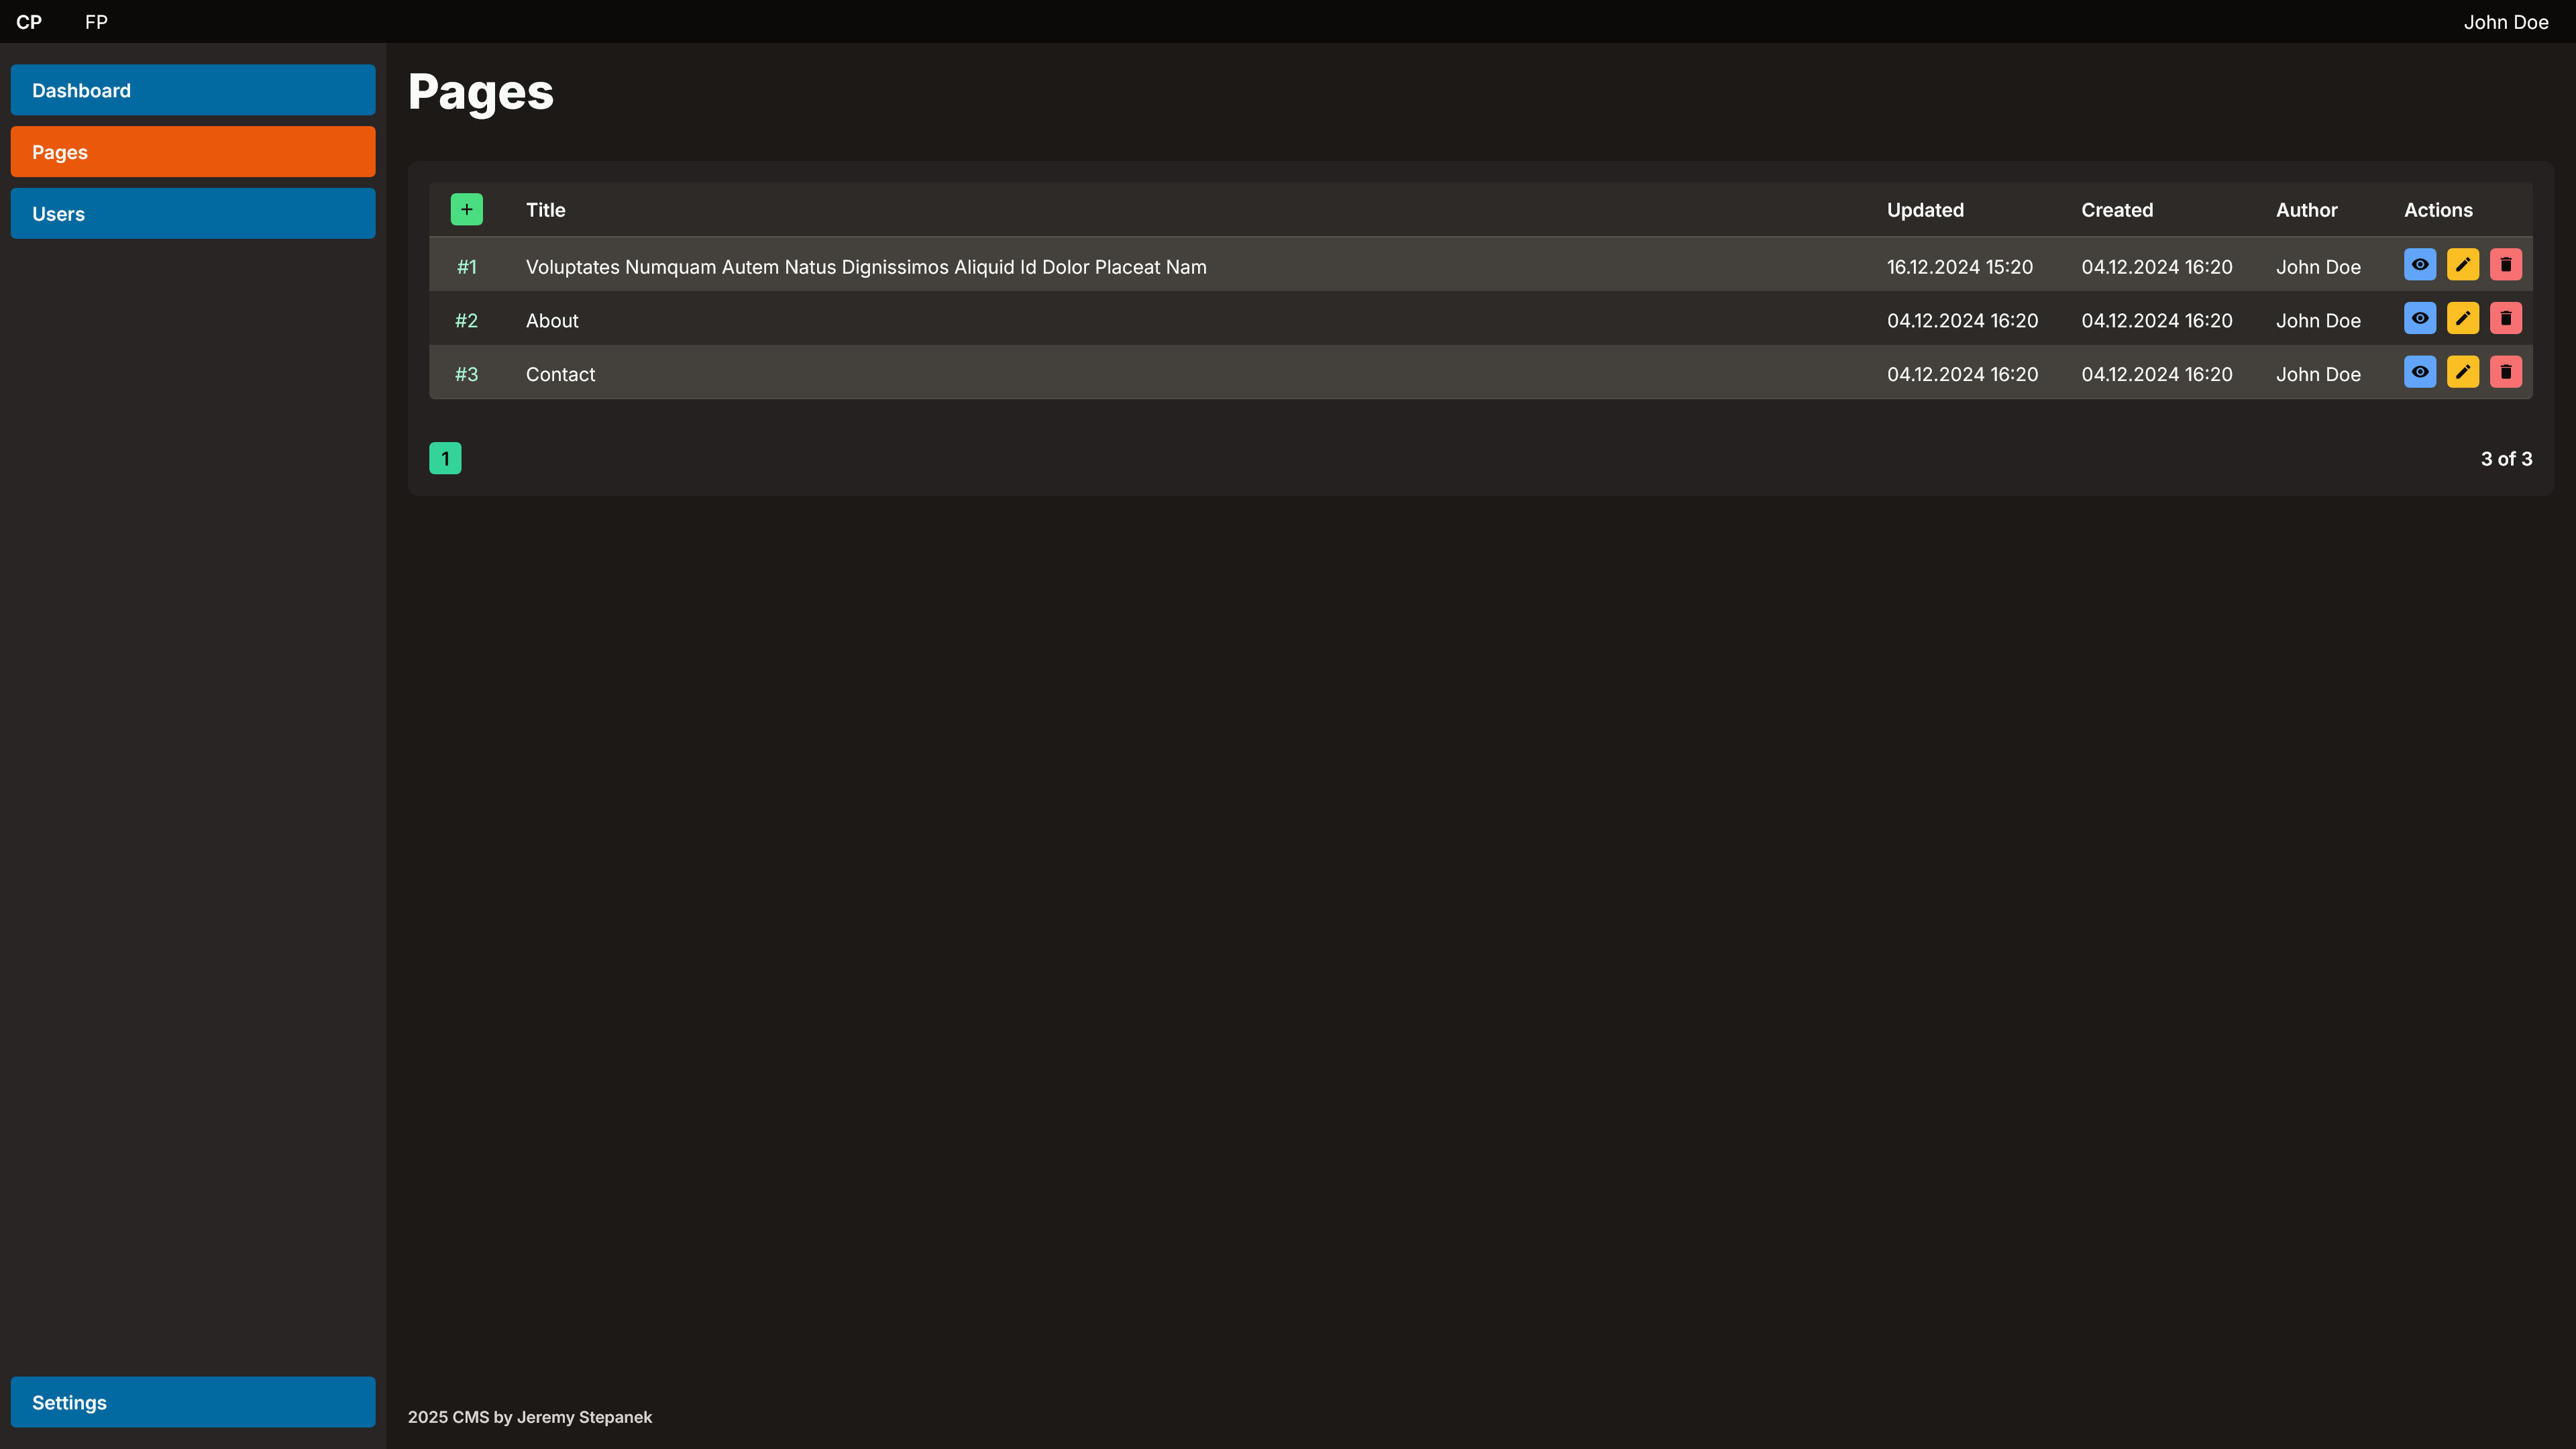 CP FP John Doe
Dashboard
Pages
Users
Settings
Pages
+ Title Updated Created Author Actions
#1 Voluptates Numquam Autem Natus Dignissimos Aliquid Id Dolor Placeat Nam 16.12.2024 15:20 04.12.2024 16:20 John Doe
#2 About 04.12.2024 16:20 04.12.2024 16:20 John Doe
#3 Contact 04.12.2024 16:20 04.12.2024 16:20 John Doe
1 3 of 3
2025 CMS by Jeremy Stepanek